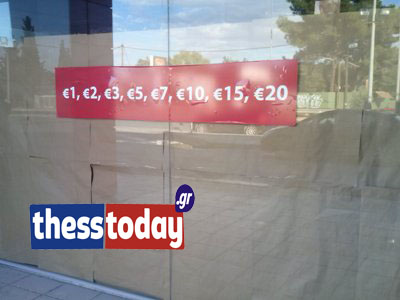 €1, €2, €3, €5, €7, €10, €15, €20
.gr
thesstoday